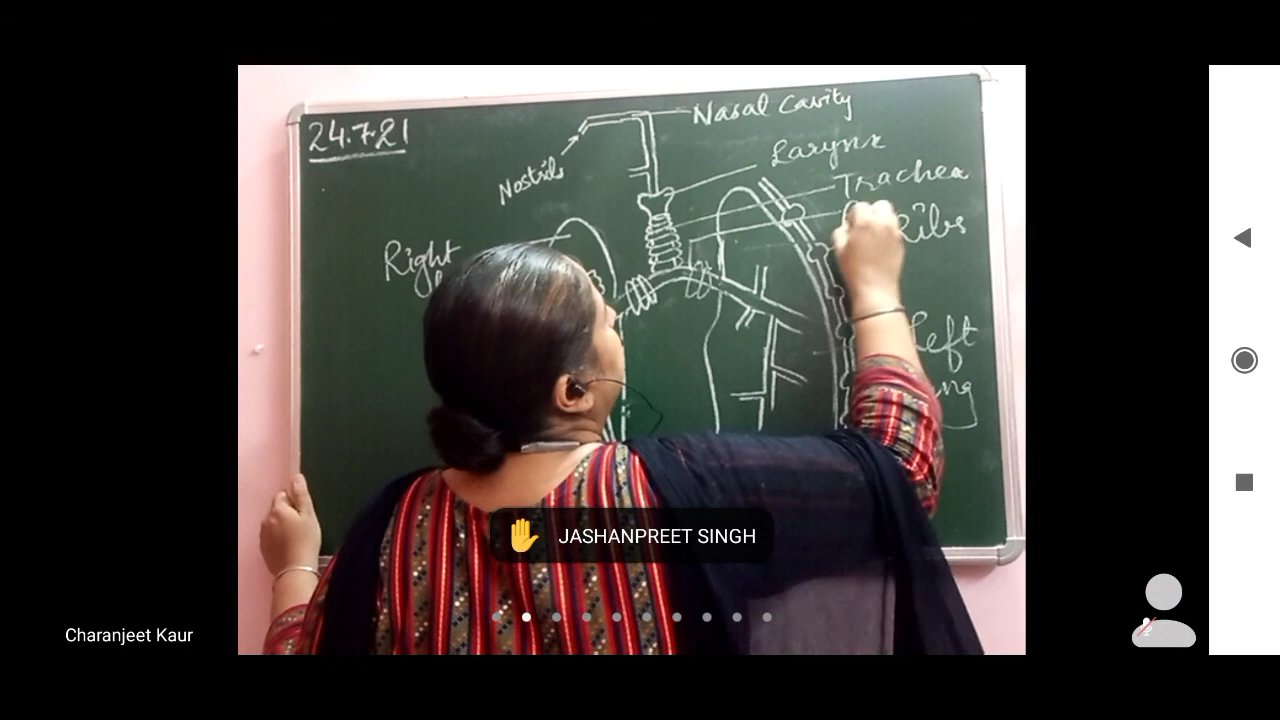 24.7.21
Nasal Cavity
Nostrils
Larynx
Trachea
Ribs
Right
Left
JASHANPREET SINGH
Charanjeet Kaur